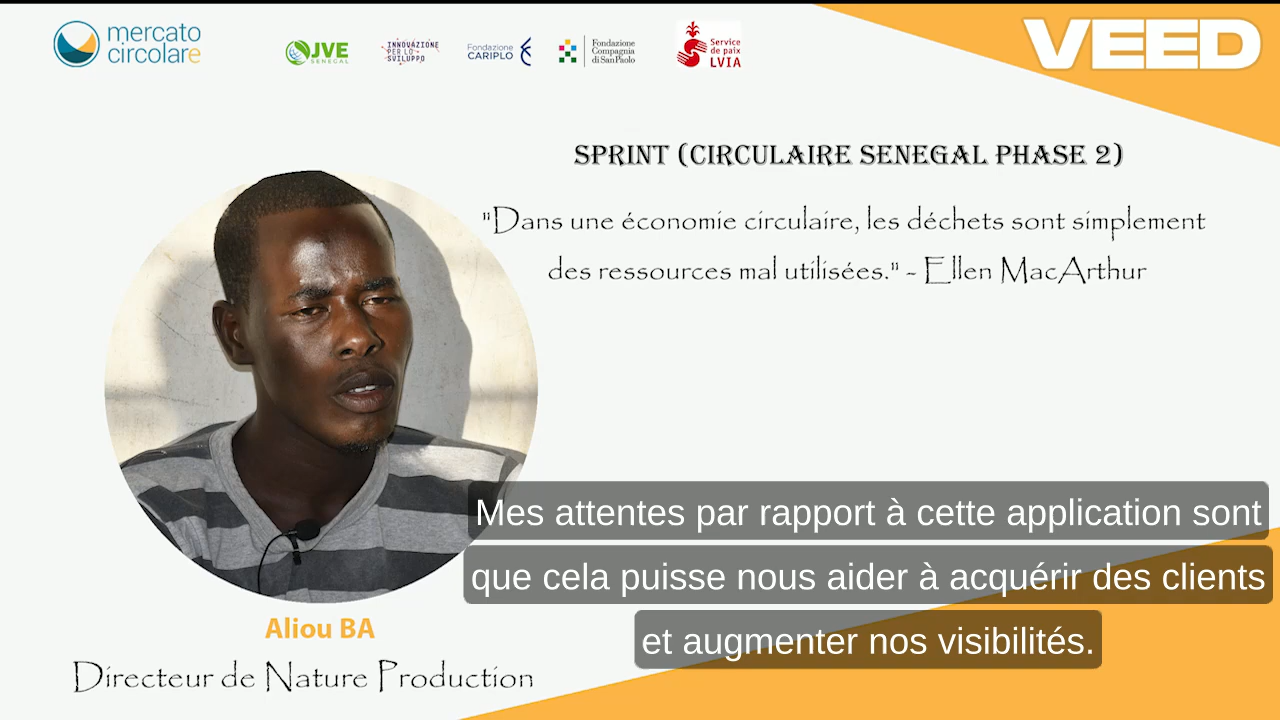 mercato
circolare
JVE
SENEGAL
INNOVAZIONE
PER LO
SVILUPPO
Fondazione
CARIPLO
Fondazione
Compagnia
di San Paolo
Service
de paix
LVIA
VEED
SPRINT (CIRCULAIRE SENEGAL PHASE 2)
"Dans une économie circulaire, les déchets sont simplement
des ressources mal utilisées." - Ellen MacArthur
Mes attentes par rapport à cette application sont
que cela puisse nous aider à acquérir des clients
et augmenter nos visibilités.
Aliou BA
Directeur de Nature Production